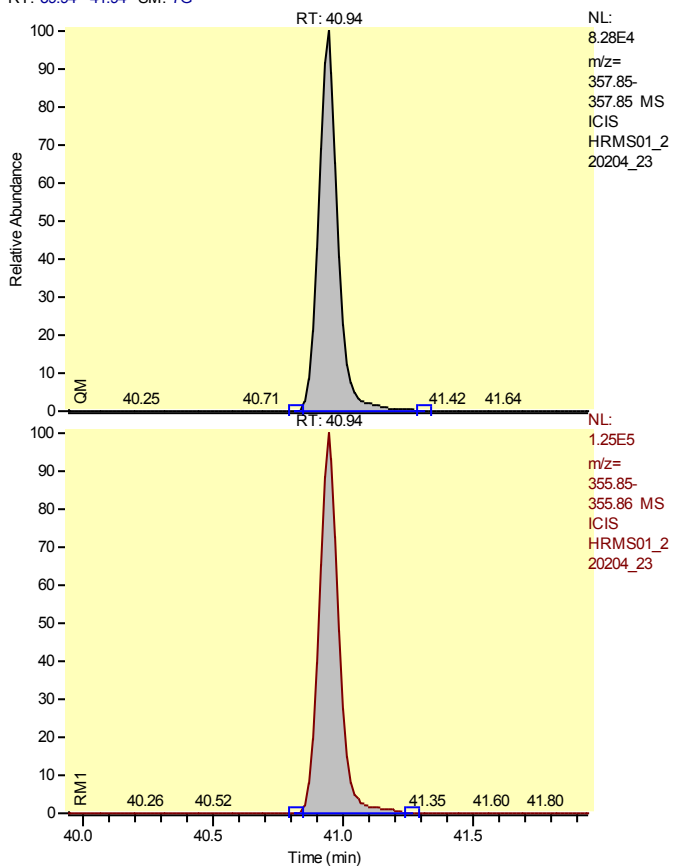 RT: 40.94
NL:
8.28E4
m/z=
357.85-
357.85 MS
ICIS
HRMS01_2
20204_23
Relative Abundance
100
90
80
70
60
50
40
30
20
10
0
QM
40.25
40.71
41.42
41.64
RT: 40.94
NL:
1.25E5
m/z=
355.85-
355.86 MS
ICIS
HRMS01_2
20204_23
100
90
80
70
60
50
40
30
20
10
0
RM1
40.26
40.52
41.35
41.60
41.80
40.0
40.5
41.0
41.5
Time (min)